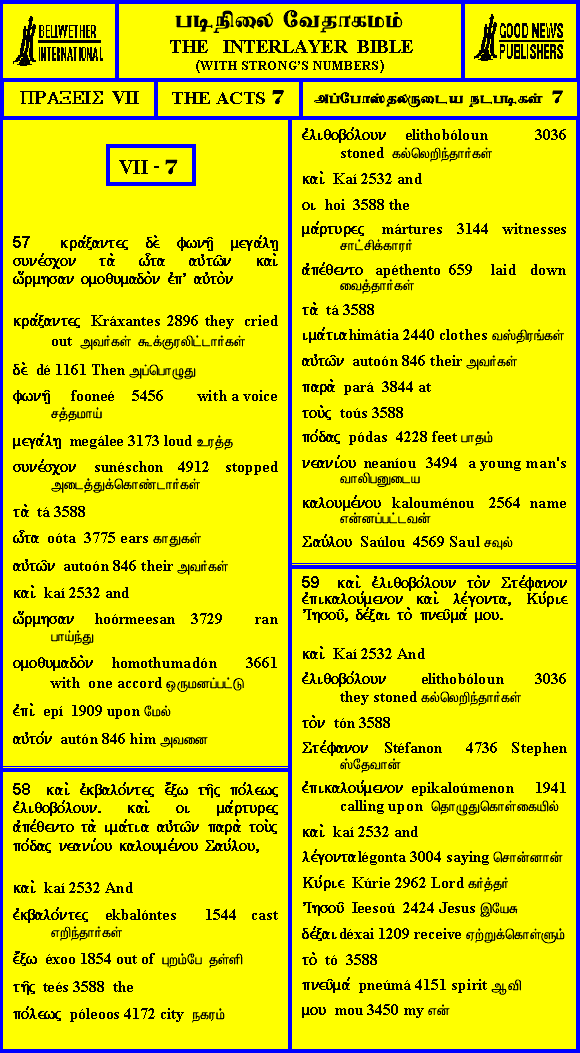 BELLWETHER
INTERNATIONAL
படிநிலை வேதாகமம்
THE INTERLAYER BIBLE
(WITH STRONG'S NUMBERS)
GOOD NEWS
PUBLISHERS
ΠΡΑΞΕΙΣ VII
THE ACTS 7
அப்போஸ்தலருடைய நடபடிகள் 7
VII - 7
57 κράξαντες δὲ φωνῇ μεγάλῃ
συνέσχον τὰ ὦτα αὐτῶν καὶ
ὥρμησαν ομοθυμαδὸν ἐπ' αὐτὸν
κράξαντες Kráxantes 2896 they cried
out அவர்கள் கூக்குரலிட்டார்கள்
δὲ dé 1161 Then அப்பொழுது
φωνῇ fooneé 5456 with a voice
சத்தமாய்
μεγάλῃ megálee 3173 loud உரத்த
συνέσχον sunéschon 4912 stopped
அடைத்துக்கொண்டார்கள்
τὰ tá 3588
ὦτα oóta 3775 ears காதுகள்
αὐτῶν autoón 846 their அவர்கள்
καὶ kaí 2532 and
ὥρμησαν hoórmeesan 3729 ran
பாய்ந்து
ομοθυμαδὸν homothumadón 3661
with one accord ஒருமனப்பட்டு
ἐπὶ epí 1909 upon மேல்
αὐτόν autón 846 him அவனை
58 καὶ ἐκβαλόντες ἔξω τῆς πόλεως
ἐλιθοβόλουν. καὶ οι μάρτυρες
ἀπέθεντο τὰ ιμάτια αὐτῶν παρὰ τοὺς
πόδας νεανίου καλουμένου Σαύλου,
καὶ kaí 2532 And
ἐκβαλόντες ekbalóntes 1544 cast
எறிந்தார்கள்
ἔξω éxoo 1854 out of புறம்பே தள்ளி
τῆς teés 3588 the
πόλεως póleoos 4172 city நகரம்
ἐλιθοβόλουν elithobóloun 3036
stoned கல்லெறிந்தார்கள்
καὶ Kaí 2532 and
οι hoi 3588 the
μάρτυρες mártures 3144 witnesses
சாட்சிக்காரர்
ἀπέθεντο apéthento 659 laid down
வைத்தார்கள்
τὰ tá 3588
ιμάτια himátia 2440 clothes வஸ்திரங்கள்
αὐτῶν autoón 846 their அவர்கள்
παρὰ pará 3844 at
τοὺς toús 3588
πόδας pódas 4228 feet பாதம்
νεανίου neaníou 3494 a young man's
வாலிபனுடைய
καλουμένου kalouménou 2564 name
என்னப்பட்டவன்
Σαύλου Saúlou 4569 Saul சவுல்
59 καὶ ἐλιθοβόλουν τὸν Στέφανον
ἐπικαλούμενον καὶ λέγοντα, Κύριε
Ἰησοῦ, δέξαι τὸ πνεῦμά μου.
καὶ Kaí 2532 And
ἐλιθοβόλουν elithobóloun 3036
they stoned கல்லெறிந்தார்கள்
τὸν tón 3588
Στέφανον Stéfanon 4736 Stephen
ஸ்தேவான்
ἐπικαλούμενον epikaloúmenon 1941
calling upon தொழுதுகொள்கையில்
καὶ kaí 2532 and
λέγοντα légonta 3004 saying சொன்னான்
Κύριε Kúrie 2962 Lord கர்த்தர்
Ἰησοῦ Ieesoú 2424 Jesus இயேசு
δέξαι déxai 1209 receive ஏற்றுக்கொள்ளும்
τὸ tó 3588
πνεῦμά pneúmá 4151 spirit ஆவி
μου mou 3450 my என்